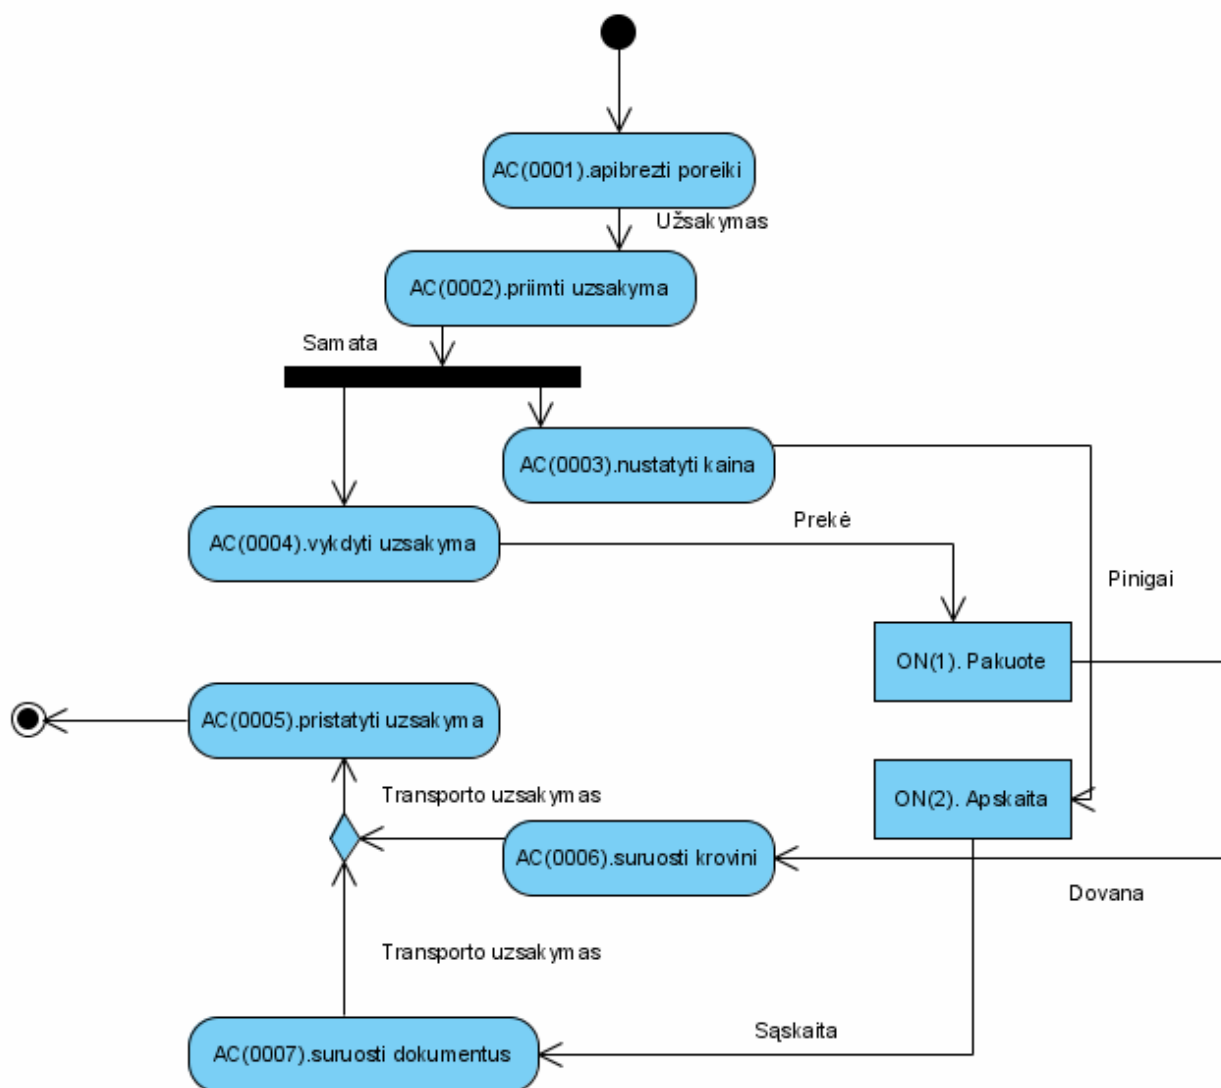 AC(0001).apibrezti poreiki
Užsakymas
AC(0002).priimti uzsakyma
Samata
AC(0003).nustatyti kaina
Prekė
AC(0004).vykdyti uzsakyma
Pinigai
ON(1). Pakuote
AC(0005).pristatyti uzsakyma
Transporto uzsakymas
ON(2). Apskaita
AC(0006).suruosti krovini
Dovana
Transporto uzsakymas
Sąskaita
AC(0007).suruosti dokumentus